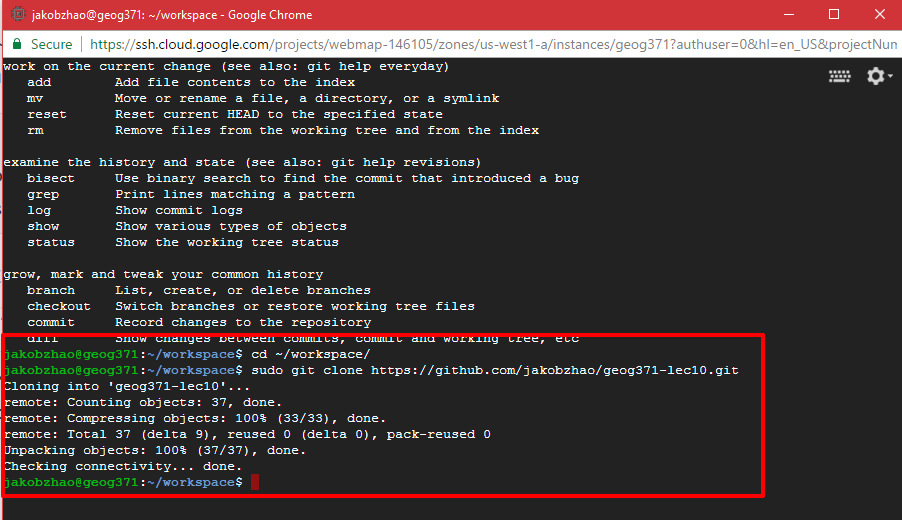 jakobzhao@geog371: ~/workspace - Google Chrome
Secure | https://ssh.cloud.google.com/projects/webmap-146105/zones/us-west1-a/instances/geog371?authuser=0&hl=en_US&projectNum
work on the current change (see also: git help everyday)
add Add file contents to the index
mv Move or rename a file, a directory, or a symlink
reset Reset current HEAD to the specified state
rm Remove files from the working tree and from the index
examine the history and state (see also: git help revisions)
bisect Use binary search to find the commit that introduced a bug
grep Print lines matching a pattern
log Show commit logs
show Show various types of objects
status Show the working tree status
grow, mark and tweak your common history
branch List, create, or delete branches
checkout Switch branches or restore working tree files
commit Record changes to the repository
diff Show changes between commits, commit and working tree, etc
jakobzhao@geog371:~/workspace$ cd ~/workspace/
jakobzhao@geog371:~/workspace$ sudo git clone https://github.com/jakobzhao/geog371-lec10.git
Cloning into 'geog371-lec10'...
remote: Counting objects: 37, done.
remote: Compressing objects: 100% (33/33), done.
remote: Total 37 (delta 9), reused 0 (delta 0), pack-reused 0
Unpacking objects: 100% (37/37), done.
Checking connectivity... done.
jakobzhao@geog371:~/workspace$